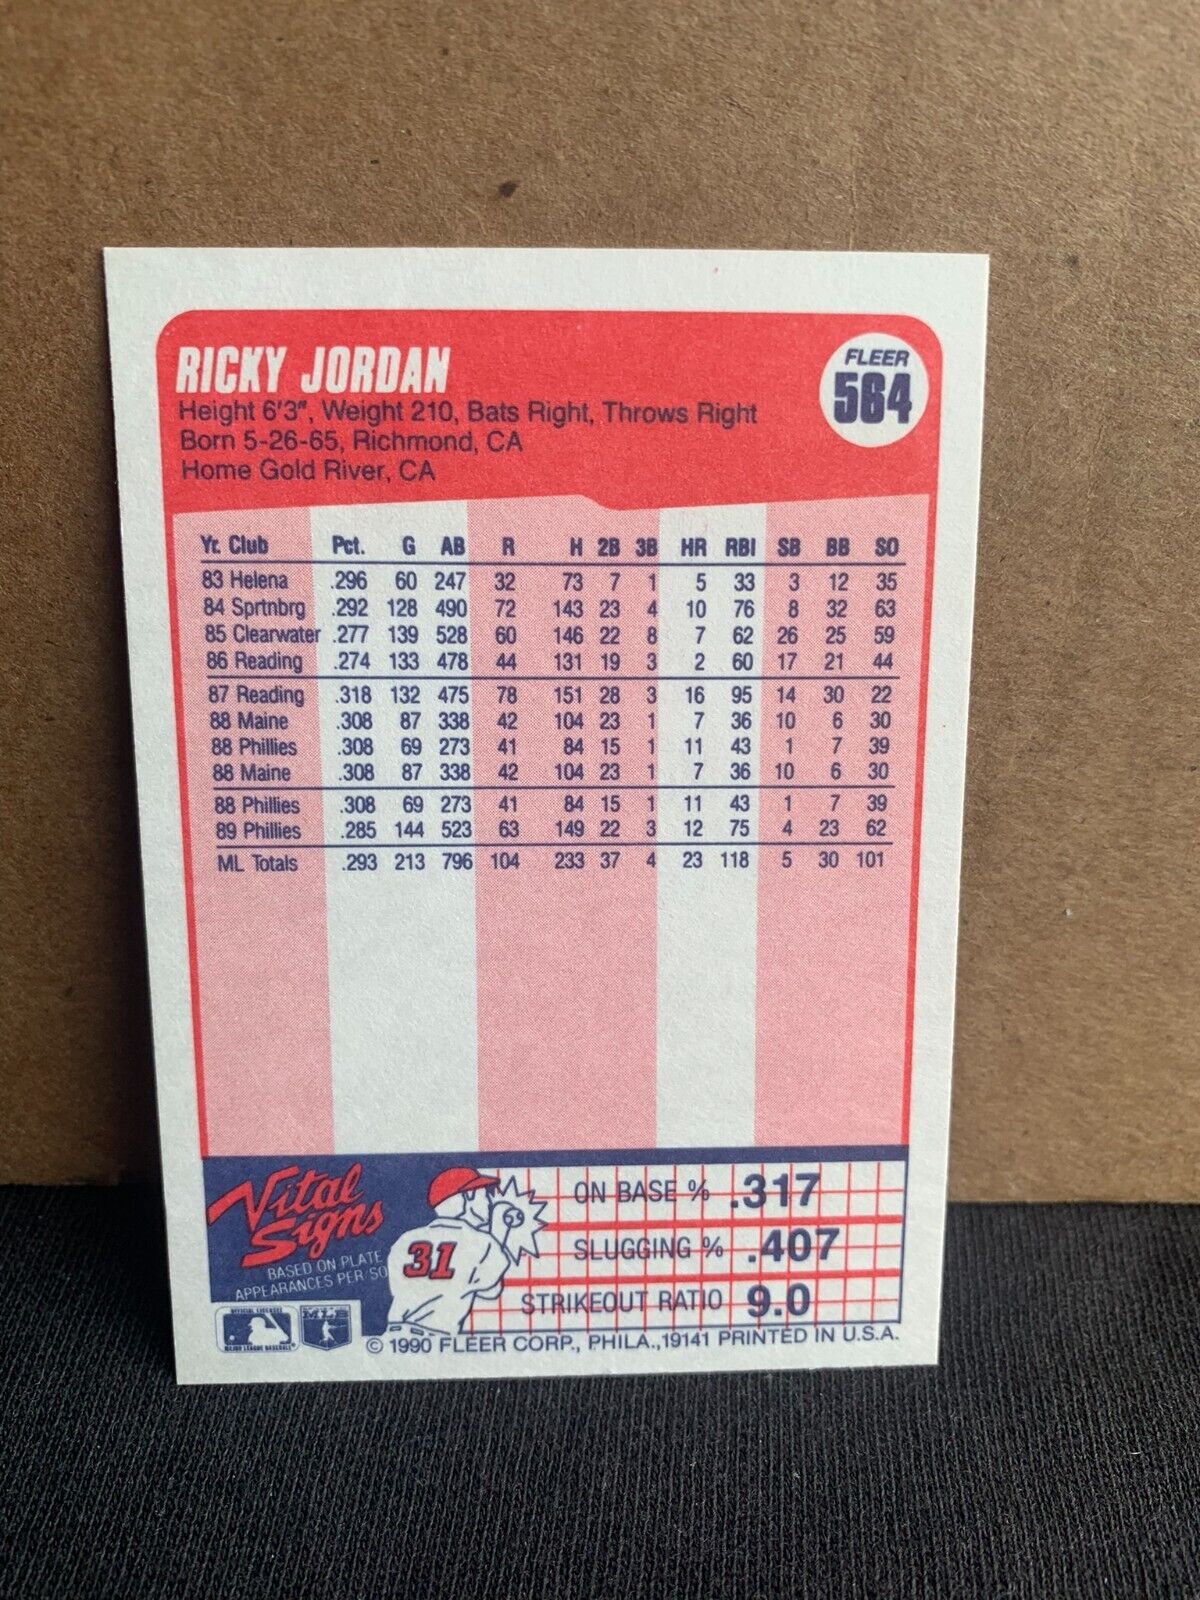 RICKY JORDAN
FLEER
564
Height 6'3", Weight 210, Bats Right, Throws Right
Born 5-26-65, Richmond, CA
Home Gold River, CA
Yr. Club Pct. G AB R H 2B 3B HR RBI SB BB SO
83 Helena .296 60 247 32 73 7 1 5 33 3 12 35
84 Sprtnbrg .292 128 490 72 143 23 4 10 76 8 32 63
85 Clearwater .277 139 528 60 146 22 8 7 62 26 25 59
86 Reading .274 133 478 44 131 19 3 2 60 17 21 44
87 Reading .318 132 475 78 151 28 3 16 95 14 30 22
88 Maine .308 87 338 42 104 23 1 7 36 10 6 30
88 Phillies .308 69 273 41 84 15 1 11 43 1 7 39
88 Maine .308 87 338 42 104 23 1 7 36 10 6 30
88 Phillies .308 69 273 41 84 15 1 11 43 1 7 39
89 Phillies .285 144 523 63 149 22 3 12 75 4 23 62
ML Totals .293 213 796 104 233 37 4 23 118 5 30 101
Vital
Signs
BASED ON PLATE
APPEARANCES PER SO
31
ON BASE % .317
SLUGGING % .407
STRIKEOUT RATIO 9.0
OFFICIAL LICENSEE
MAJOR LEAGUE BASEBALL
MLB
© 1990 FLEER CORP., PHILA.,19141 PRINTED IN U.S.A.